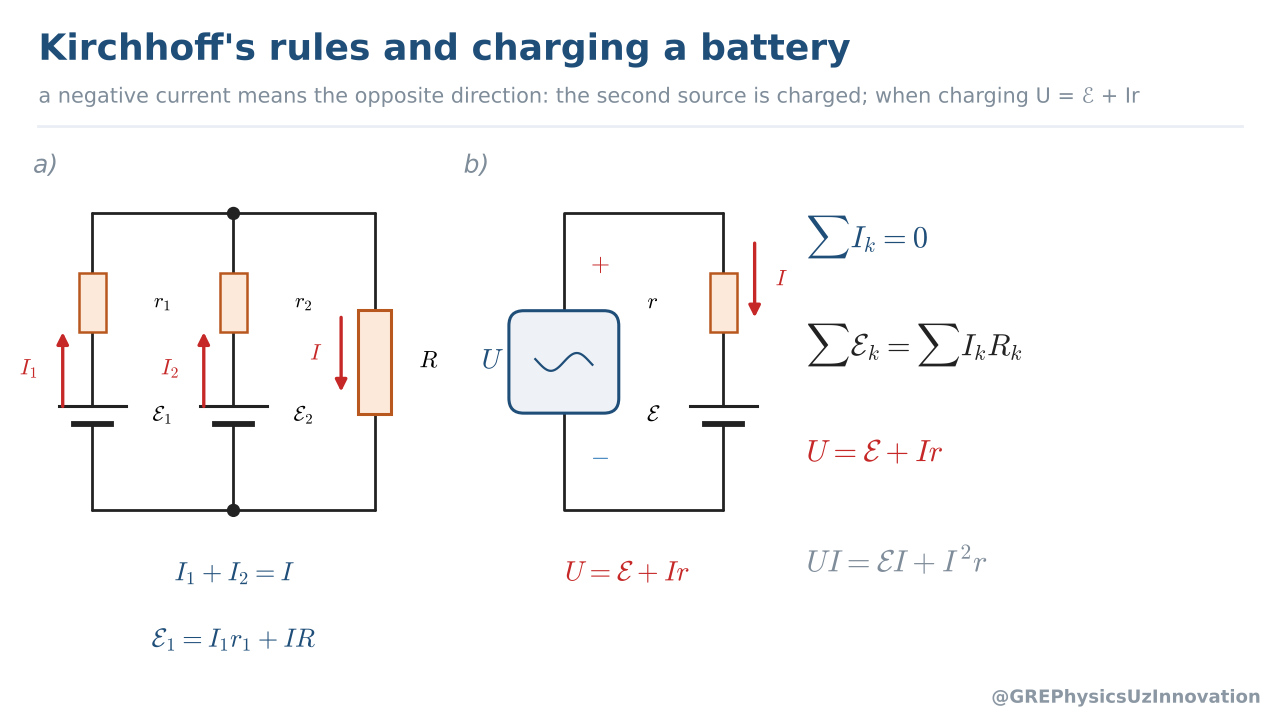 Kirchhoff's rules and charging a battery
a negative current means the opposite direction: the second source is charged; when charging U = ℰ + Ir
a)
b)
r₁
r₂
I₁
I₂
I
R
ℰ₁
ℰ₂
I₁ + I₂ = I
ℰ₁ = I₁r₁ + IR
+
r
I
U
ℰ
−
U = ℰ + Ir
∑Iₖ = 0
∑ℰₖ = ∑IₖRₖ
U = ℰ + Ir
UI = ℰI + I²r
@GREPhysicsUzInnovation